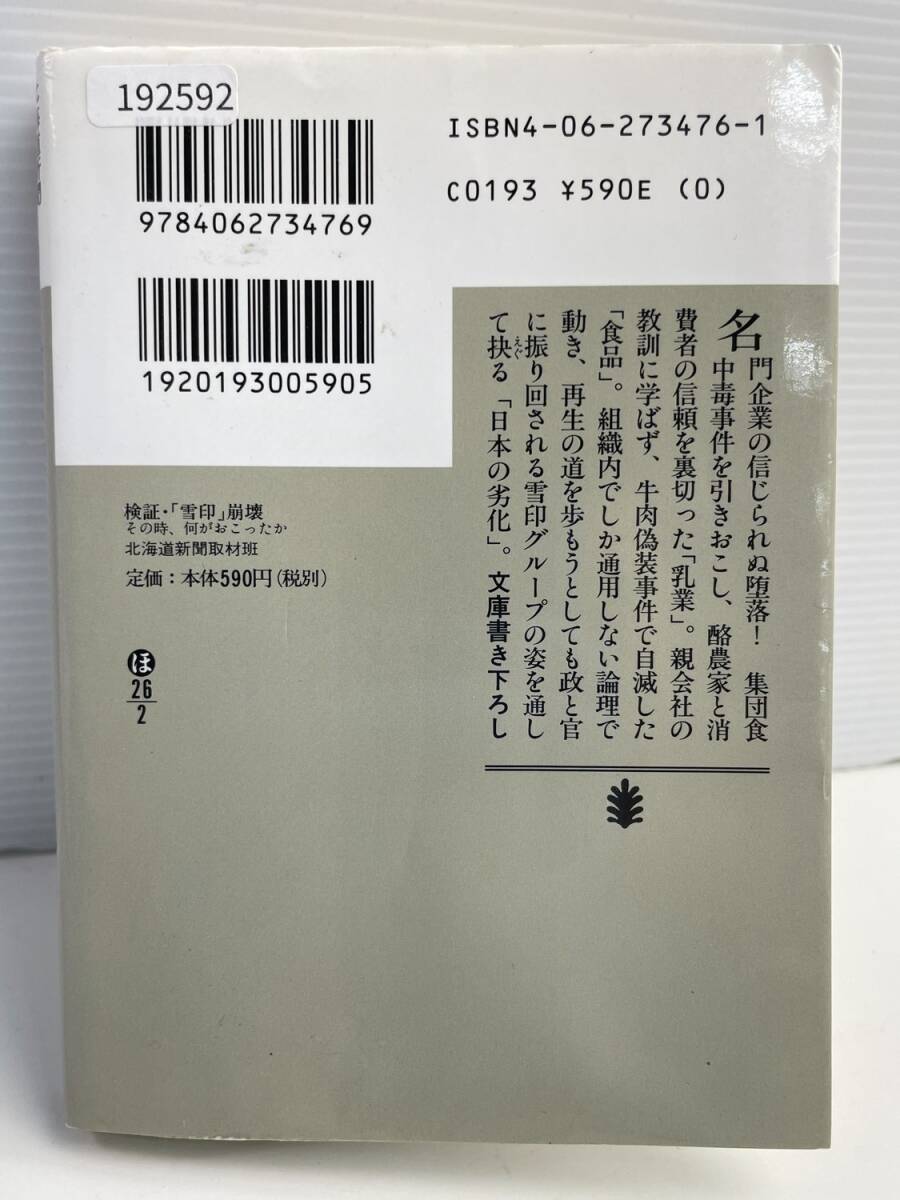 192592
ISBN4-06-273476-1
C0193 ¥590E (0)
9784062734769
1920193005905
名門企業の信じられぬ堕落! 集団食
中毒事件を引きおこし、酪農家と消
費者の信頼を裏切った「乳業」。親会社の
教訓に学ばず、牛肉偽装事件で自滅した
「食品」。組織内でしか通用しない論理で
動き、再生の道を歩もうとしても政と官
に振り回される雪印グループの姿を通し
て抉る「日本の劣化」。文庫書き下ろし
えぐ
検証・「雪印」崩壊
その時、何がおこったか
北海道新聞取材班
定価:本体590円(税別)
ほ
26
2